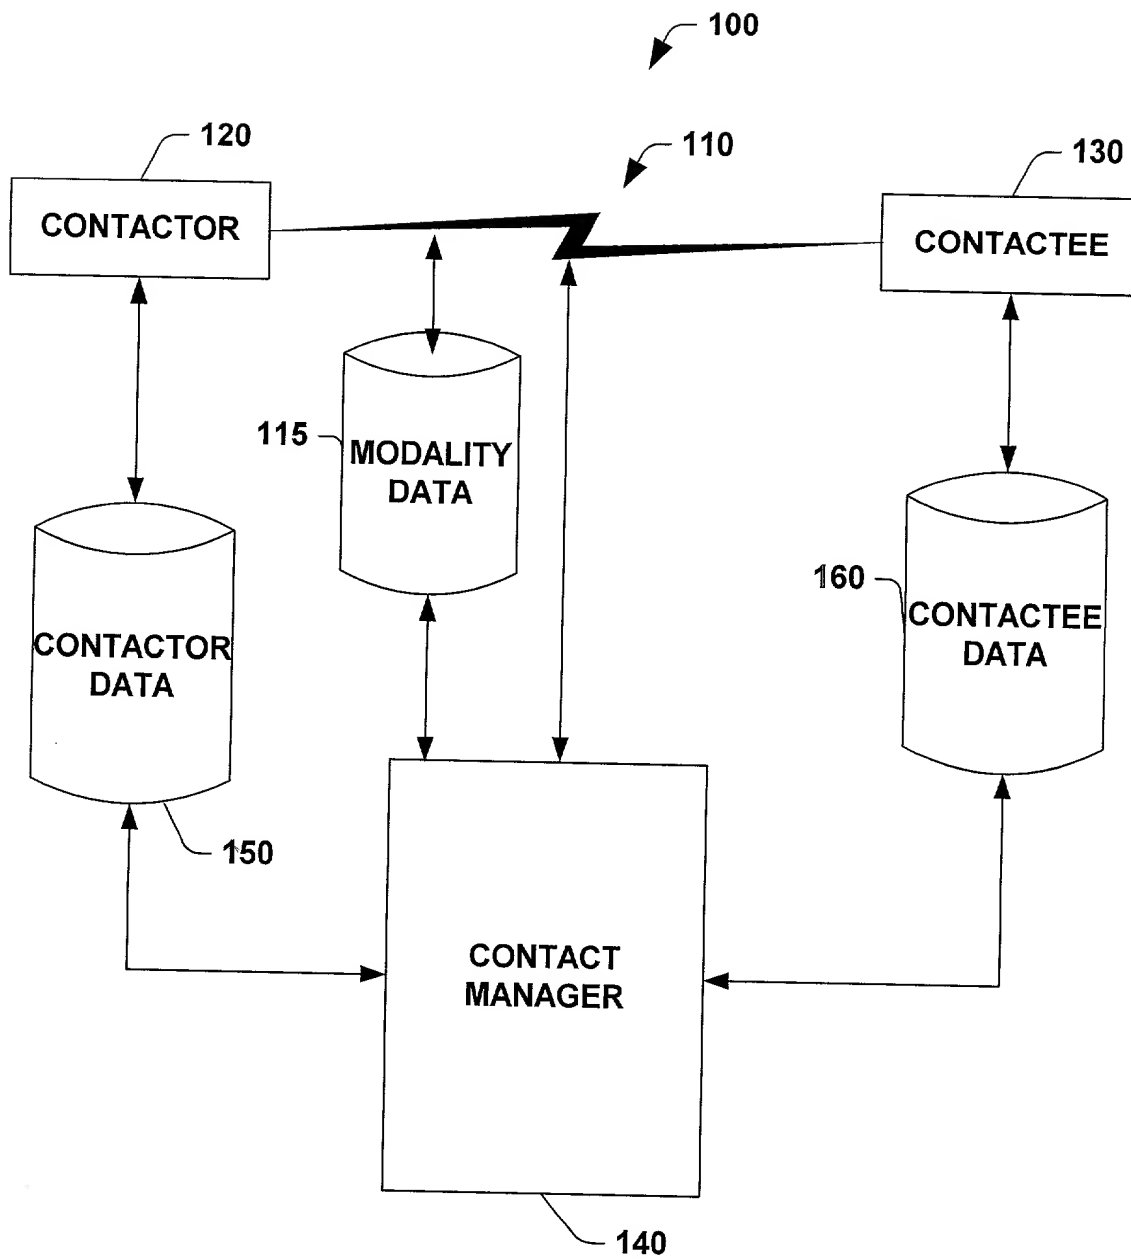 100
120
110
130
CONTACTOR
CONTACTEE
115
MODALITY
DATA
160
CONTACTEE
DATA
CONTACTOR
DATA
150
CONTACT
MANAGER
140